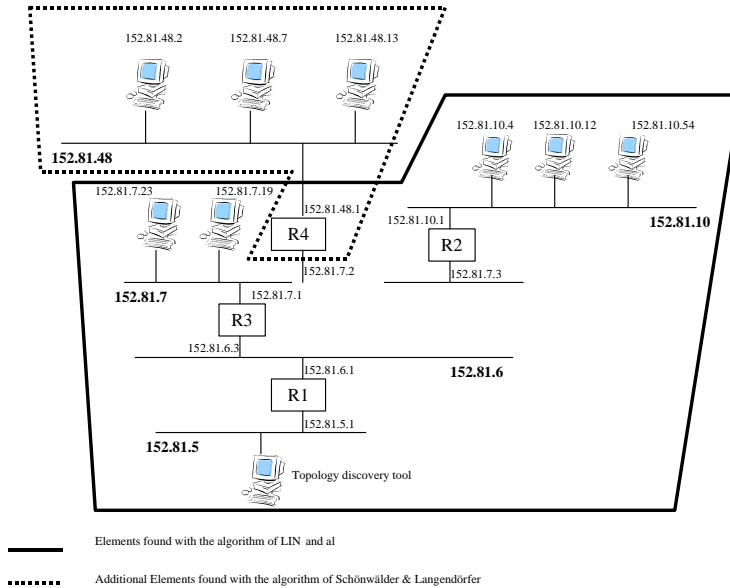 152.81.48.2 152.81.48.7 152.81.48.13
152.81.48
152.81.10.4 152.81.10.12 152.81.10.54
152.81.7.23 152.81.7.19
152.81.48.1
152.81.10.1
152.81.10
R4
R2
152.81.7.2
152.81.7.3
152.81.7
152.81.7.1
R3
152.81.6.3
152.81.6.1
152.81.6
R1
152.81.5.1
152.81.5
Topology discovery tool
Elements found with the algorithm of LIN and al
Additional Elements found with the algorithm of Schönwälder & Langendörfer